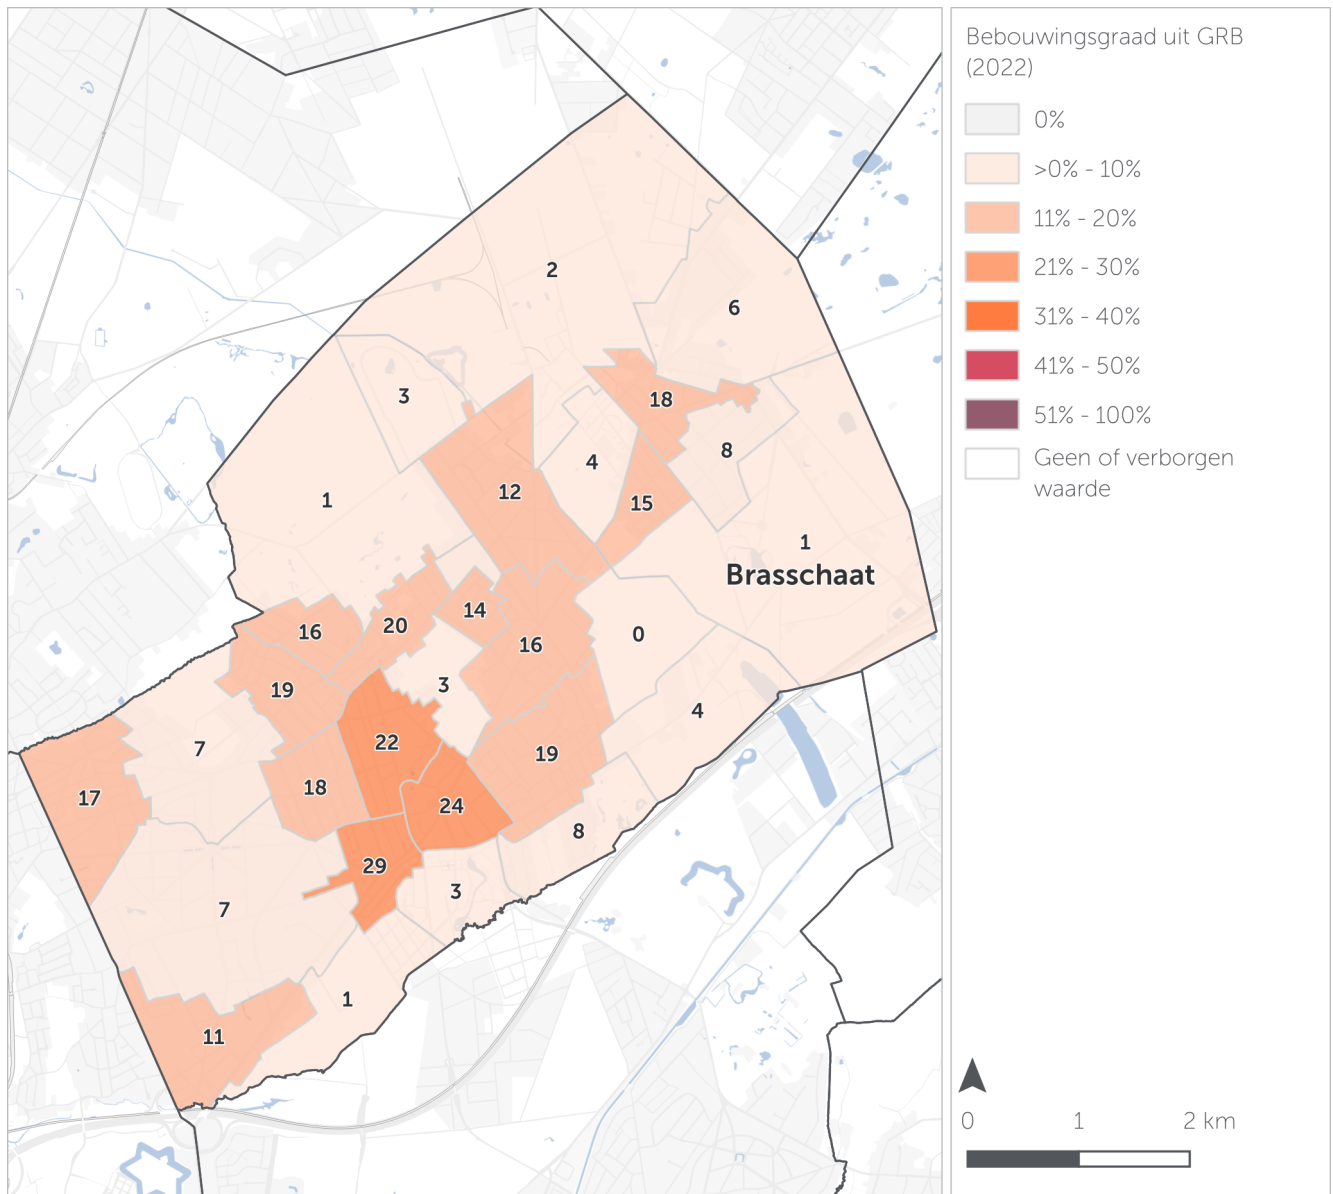 Bebouwingsgraad uit GRB
(2022)
0%
>0% - 10%
11% - 20%
21% - 30%
31% - 40%
41% - 50%
51% - 100%
Geen of verborgen
waarde
2
6
3
18
8
4
12
1
15
1
Brasschaat
14
20
16
0
16
3
19
4
22
7
19
18
17
24
8
29
3
7
1
11
0 1 2 km